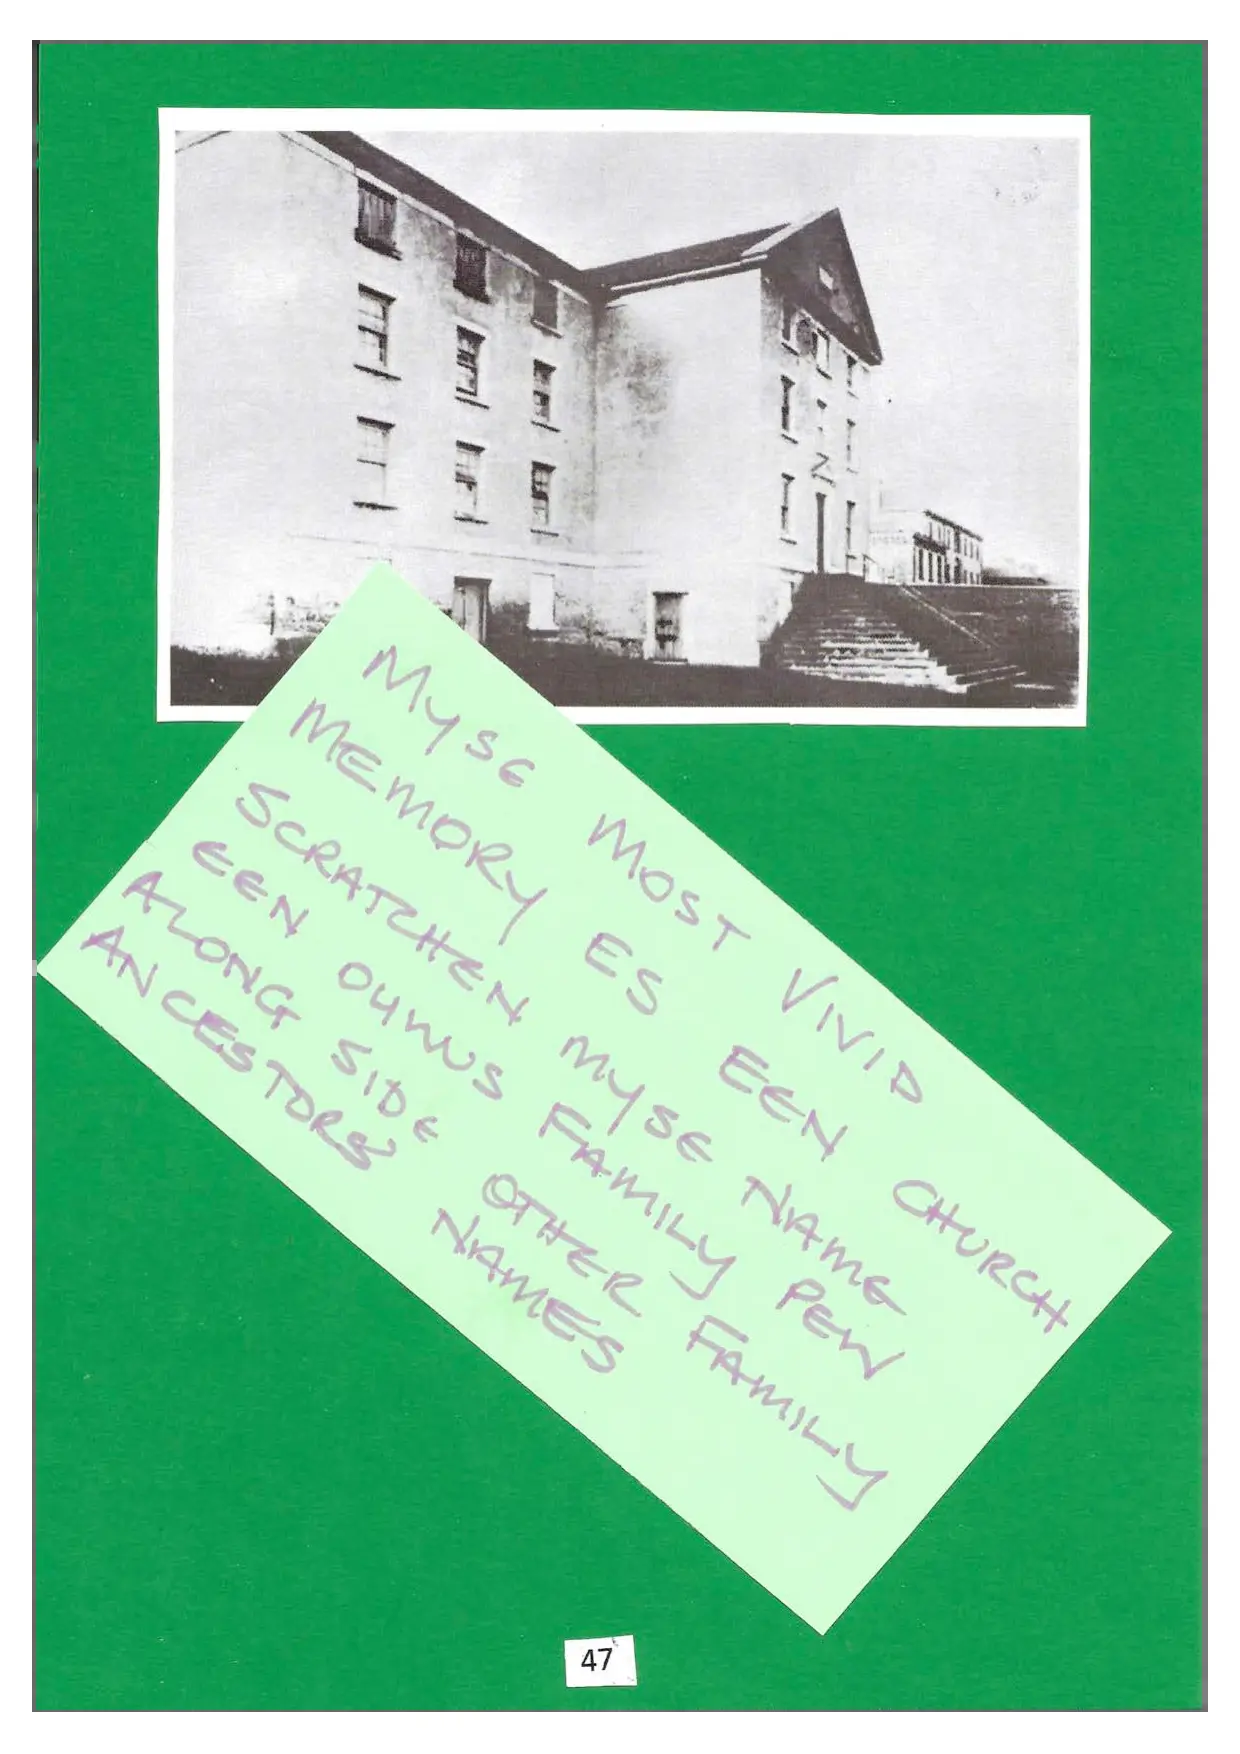 MYSE MOST VIVID
MEMORY ES EEN CHURCH
SCRATCHEN MYSE NAME
EEN OUWUS FAMILY PEW
ALONG SIDE OTHER FAMILY
ANCESTORS' NAMES
47